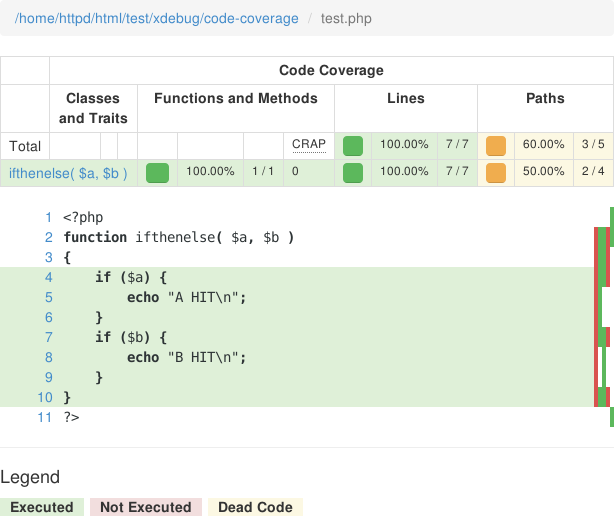 /home/httpd/html/test/xdebug/code-coverage / test.php
Code Coverage
Classes and Traits Functions and Methods Lines Paths
Total CRAP 100.00% 7 / 7 60.00% 3 / 5
ifthenelse( $a, $b ) 100.00% 1 / 1 0 100.00% 7 / 7 50.00% 2 / 4
1 <?php
2 function ifthenelse( $a, $b )
3 {
4     if ($a) {
5         echo "A HIT\n";
6     }
7     if ($b) {
8         echo "B HIT\n";
9     }
10 }
11 ?>
Legend
Executed Not Executed Dead Code